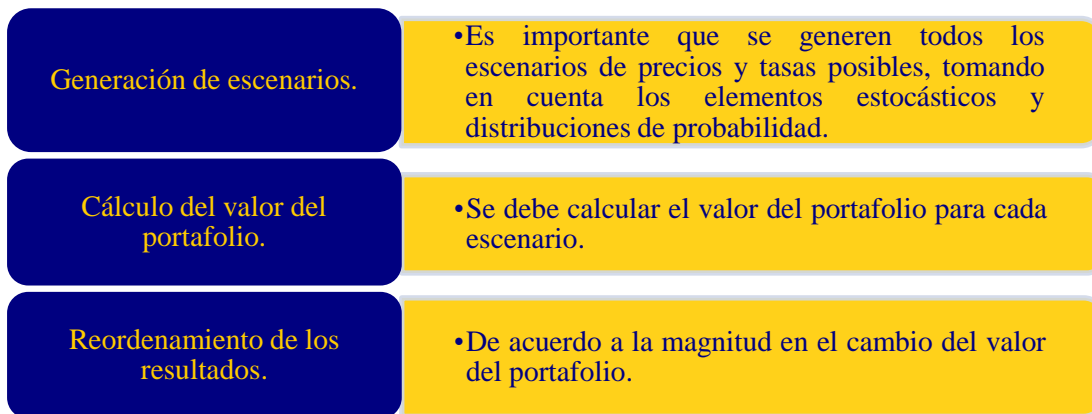 Generación de escenarios.
•Es importante que se generen todos los
escenarios de precios y tasas posibles, tomando
en cuenta los elementos estocásticos y
distribuciones de probabilidad.
Cálculo del valor del
portafolio.
•Se debe calcular el valor del portafolio para cada
escenario.
Reordenamiento de los
resultados.
•De acuerdo a la magnitud en el cambio del valor
del portafolio.